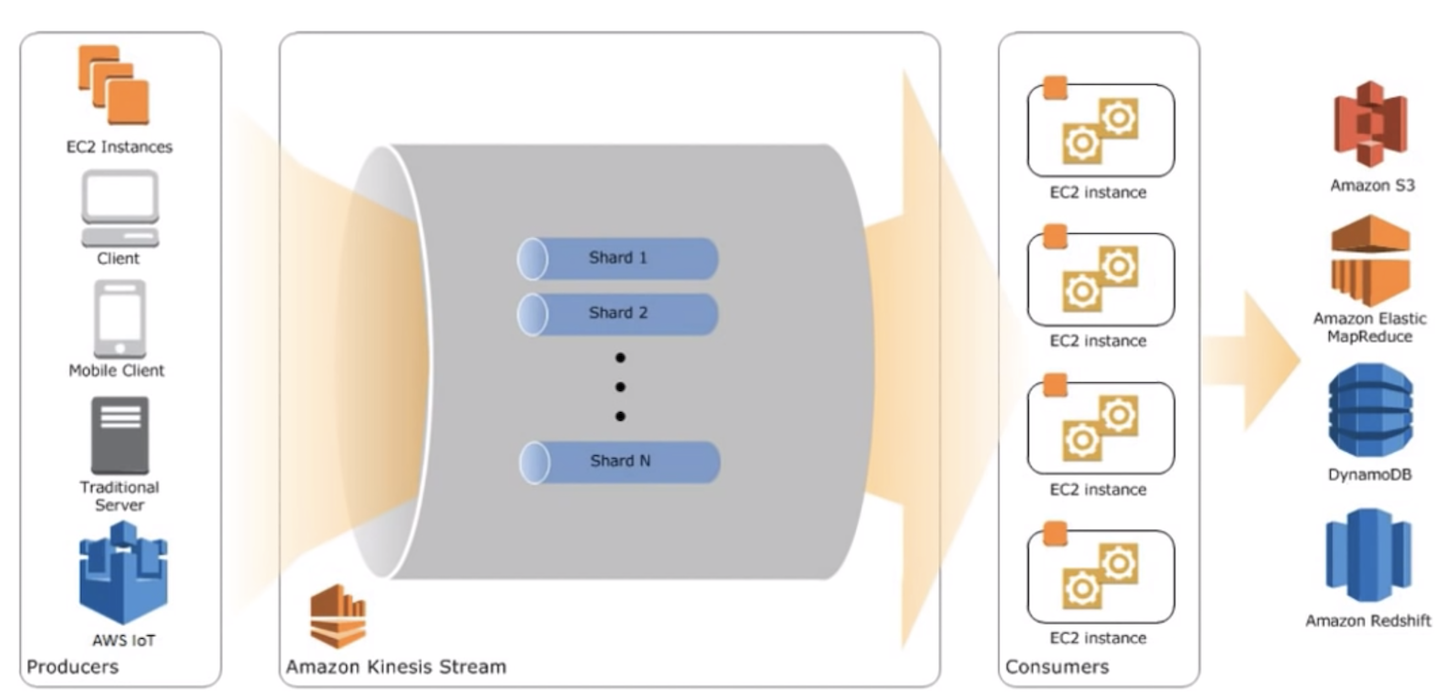 EC2 Instances
Client
Mobile Client
Traditional
Server
AWS IoT
Producers
Shard 1
Shard 2
Shard N
Amazon Kinesis Stream
EC2 instance
EC2 instance
EC2 instance
EC2 instance
Consumers
Amazon S3
Amazon Elastic
MapReduce
DynamoDB
Amazon Redshift